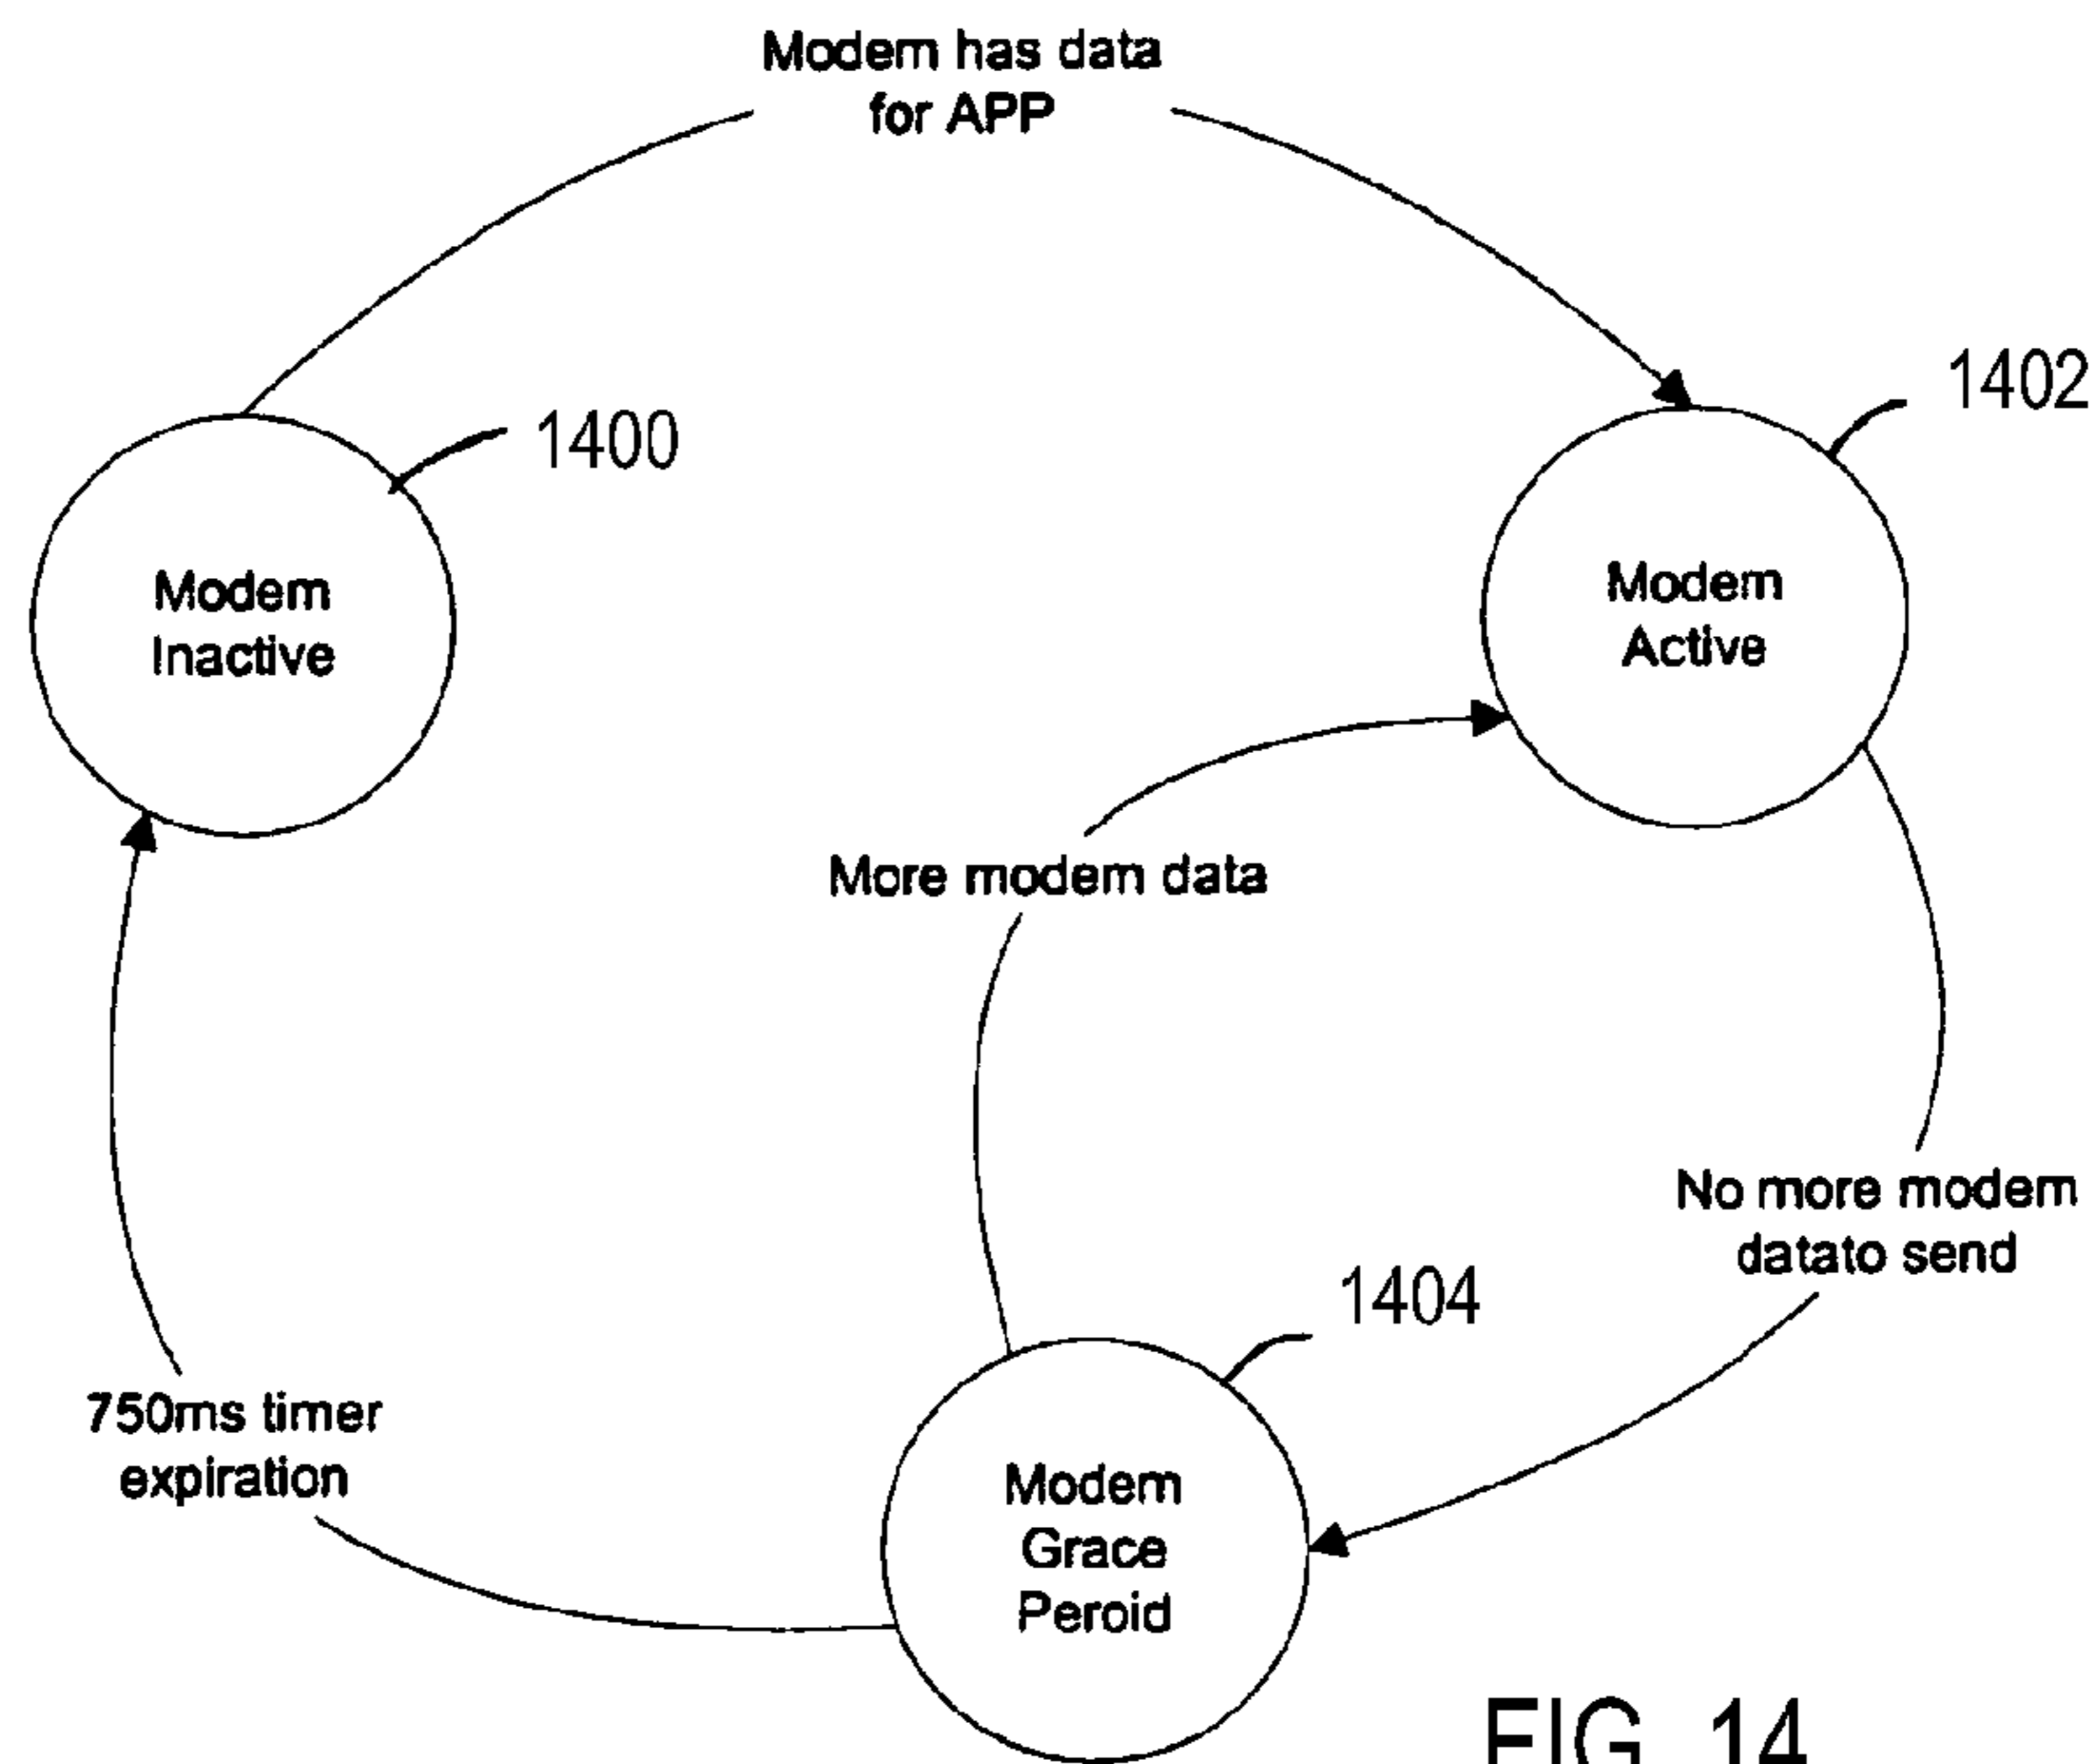 Modem has data
for APP
1402
1400
Modem
Inactive
Modem
Active
More modem data
No more modem
datato send
1404
750ms timer
expiration
Modem
Grace
Peroid
FIG. 14